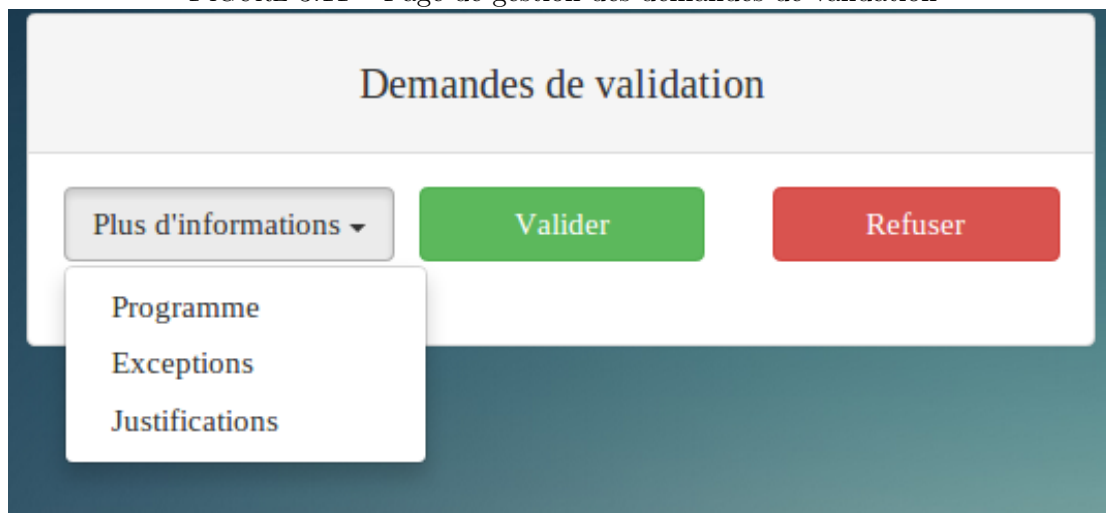 Demandes de validation
Plus d'informations Valider Refuser
Programme
Exceptions
Justifications